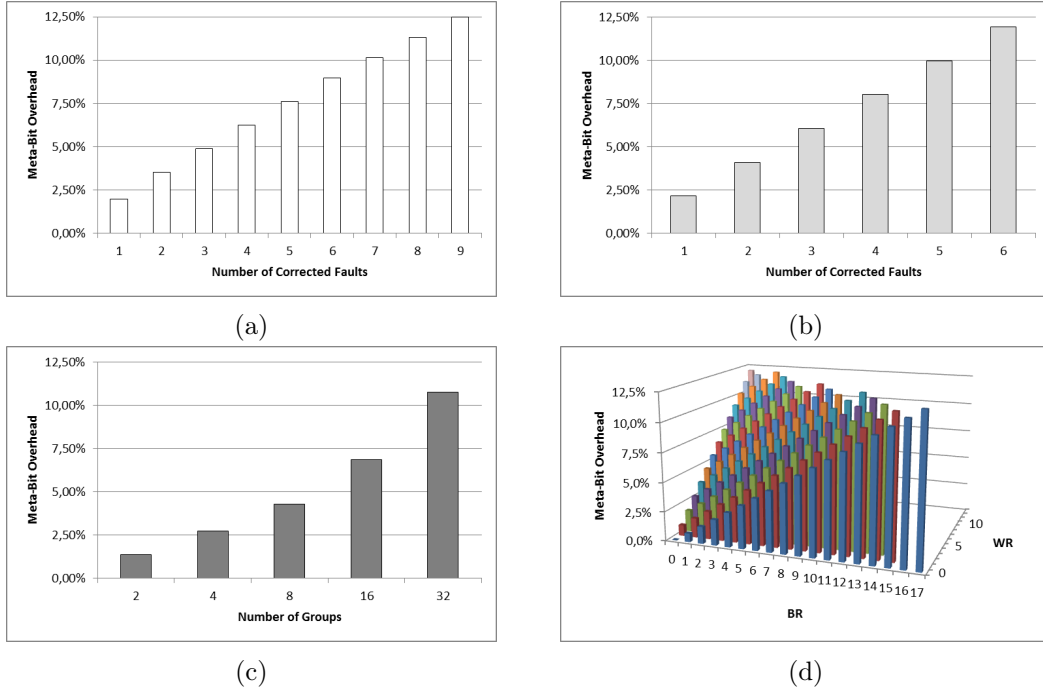 12,50%
10,00%
7,50%
5,00%
2,50%
0,00%
Meta-Bit Overhead
1 2 3 4 5 6 7 8 9
Number of Corrected Faults
(a)
12,50%
10,00%
7,50%
5,00%
2,50%
0,00%
Meta-Bit Overhead
1 2 3 4 5 6
Number of Corrected Faults
(b)
12,50%
10,00%
7,50%
5,00%
2,50%
0,00%
Meta-Bit Overhead
2 4 8 16 32
Number of Groups
(c)
12,5%
10,0%
7,5%
5,0%
2,5%
0,0%
Meta-Bit Overhead
0 1 2 3 4 5 6 7 8 9 10 11 12 13 14 15 16 17
BR
10
5
0
WR
(d)